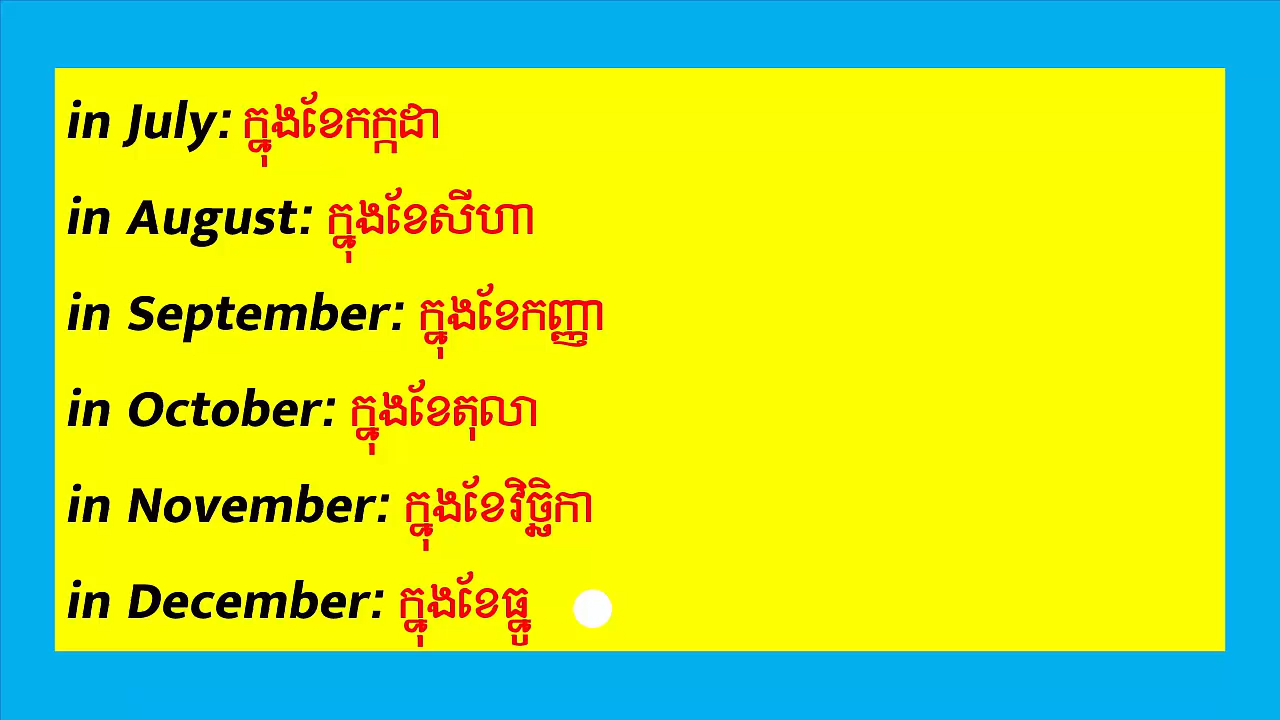 in July: ក្នុងខែកក្កដា
in August: ក្នុងខែសីហា
in September: ក្នុងខែកញ្ញា
in October: ក្នុងខែតុលា
in November: ក្នុងខែវិច្ឆិកា
in December: ក្នុងខែធ្នូ